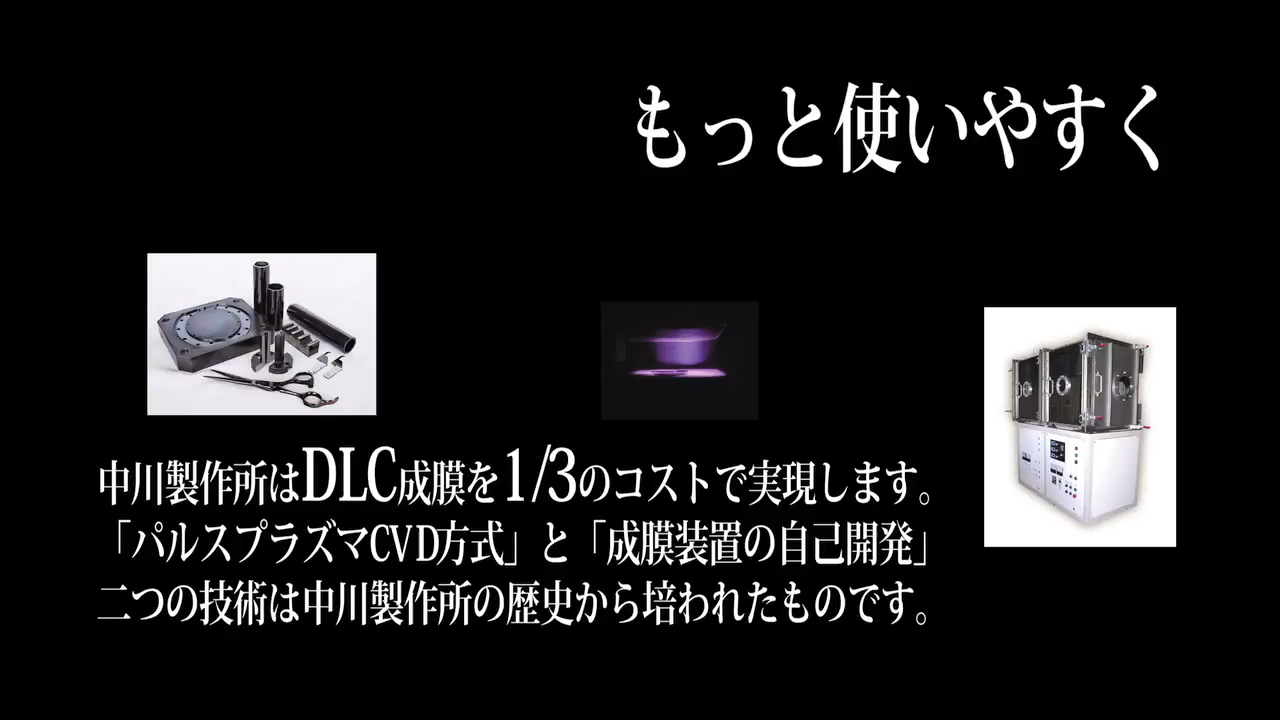 もっと使いやすく
中川製作所はDLC成膜を1/3のコストで実現します。
「パルスプラズマCVD方式」と「成膜装置の自己開発」
二つの技術は中川製作所の歴史から培われたものです。